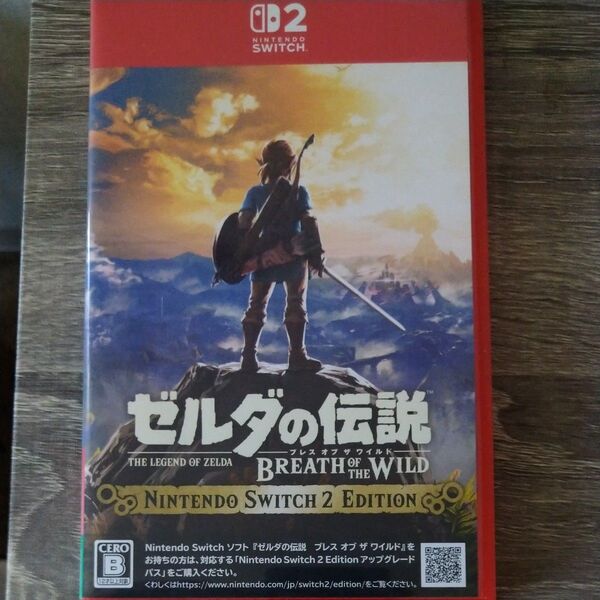 2
NINTENDO
SWITCH
ゼルダの伝説™
ブレス オブ ザ ワイルド
THE LEGEND OF ZELDA BREATH OF THE WILD
NINTENDO SWITCH 2 EDITION
CERO
B
Nintendo Switch ソフト『ゼルダの伝説 ブレス オブ ザ ワイルド』を
お持ちの方は、対応する「Nintendo Switch 2 Edition アップグレード
パス」をご購入ください。
くわしくはhttps://www.nintendo.com/jp/switch2/edition/をご覧ください。